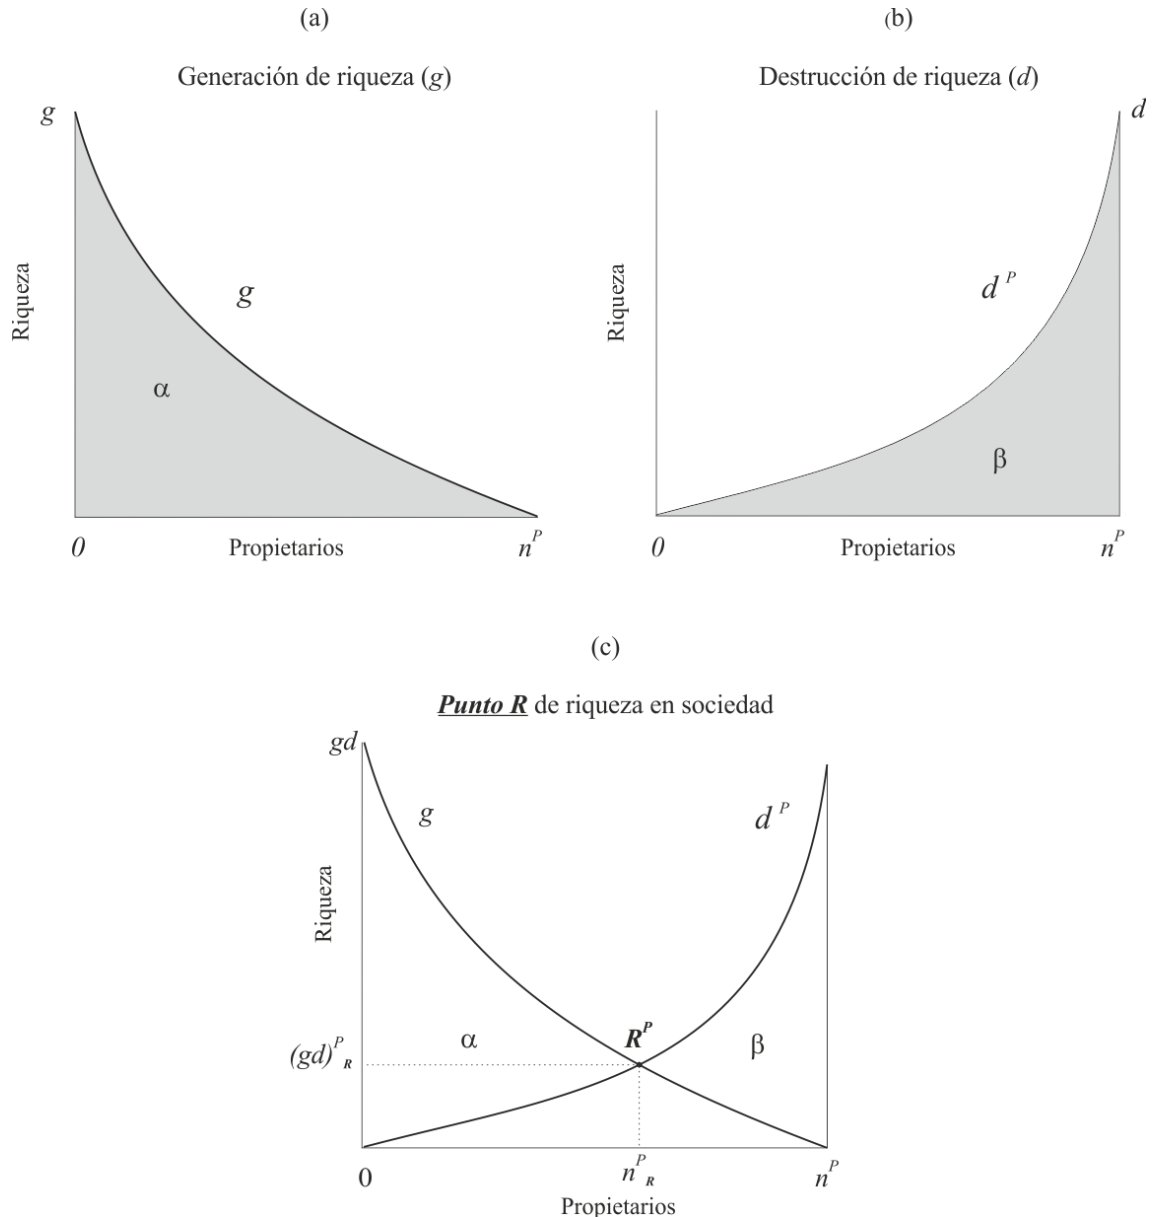 (a)
Generación de riqueza (g)
g
g
Riqueza
α
0
Propietarios
n^P
(b)
Destrucción de riqueza (d)
d
d^P
Riqueza
β
0
Propietarios
n^P
(c)
Punto R de riqueza en sociedad
gd
g
d^P
Riqueza
R^P
α
β
(gd)^P_R
0
n^P_R
n^P
Propietarios